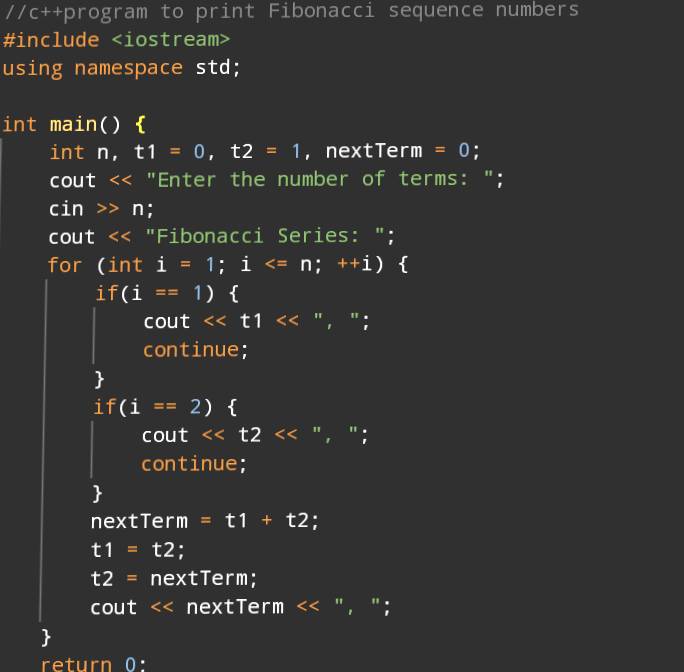 //c++program to print Fibonacci sequence numbers
#include <iostream>
using namespace std;

int main() {
    int n, t1 = 0, t2 = 1, nextTerm = 0;
    cout << "Enter the number of terms: ";
    cin >> n;
    cout << "Fibonacci Series: ";
    for (int i = 1; i <= n; ++i) {
        if(i == 1) {
            cout << t1 << ", ";
            continue;
        }
        if(i == 2) {
            cout << t2 << ", ";
            continue;
        }
        nextTerm = t1 + t2;
        t1 = t2;
        t2 = nextTerm;
        cout << nextTerm << ", ";
    }
    return 0;